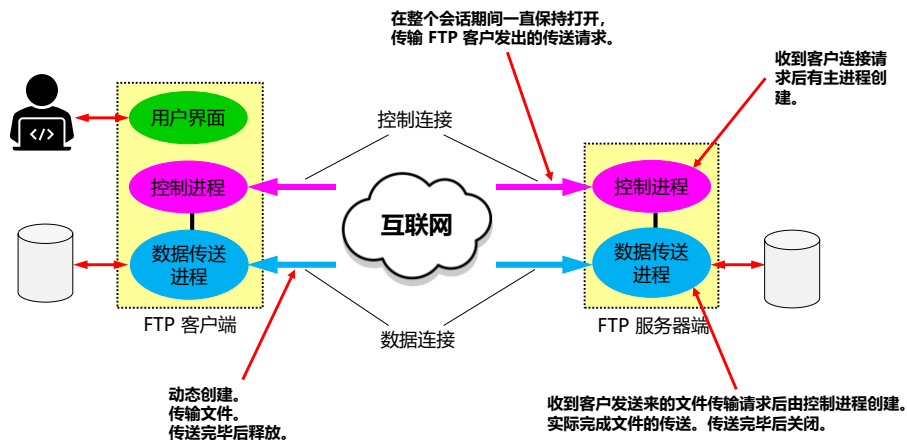 在整个会话期间一直保持打开，
传输 FTP 客户发出的传送请求。
收到客户连接请
求后有主进程创
建。
</>
用户界面
控制连接
控制进程
控制进程
互联网
数据传送
进程
数据传送
进程
FTP 客户端
FTP 服务器端
数据连接
动态创建。
传输文件。
传送完毕后释放。
收到客户发送来的文件传输请求后由控制进程创建。
实际完成文件的传送。传送完毕后关闭。